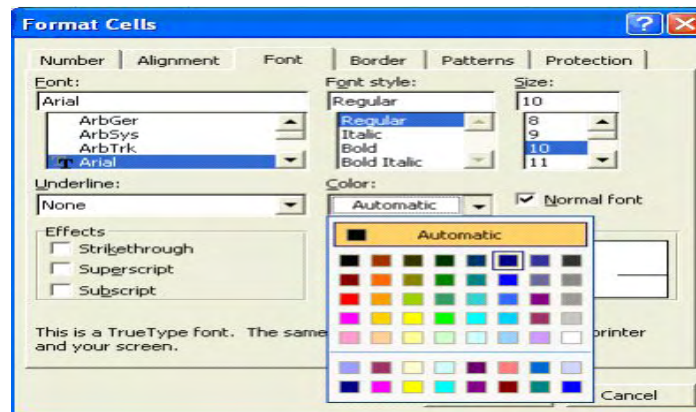 Format Cells
Number Alignment Font Border Patterns Protection
Font: Font style: Size:
Arial Regular 10
ArbGer Regular 8
ArbSys Italic 9
ArbTrk Bold 10
Arial Bold Italic 11
Underline: Color:
None Automatic Normal font
Effects Automatic
Strikethrough
Superscript
Subscript
This is a TrueType font. The same printer
and your screen.
Cancel